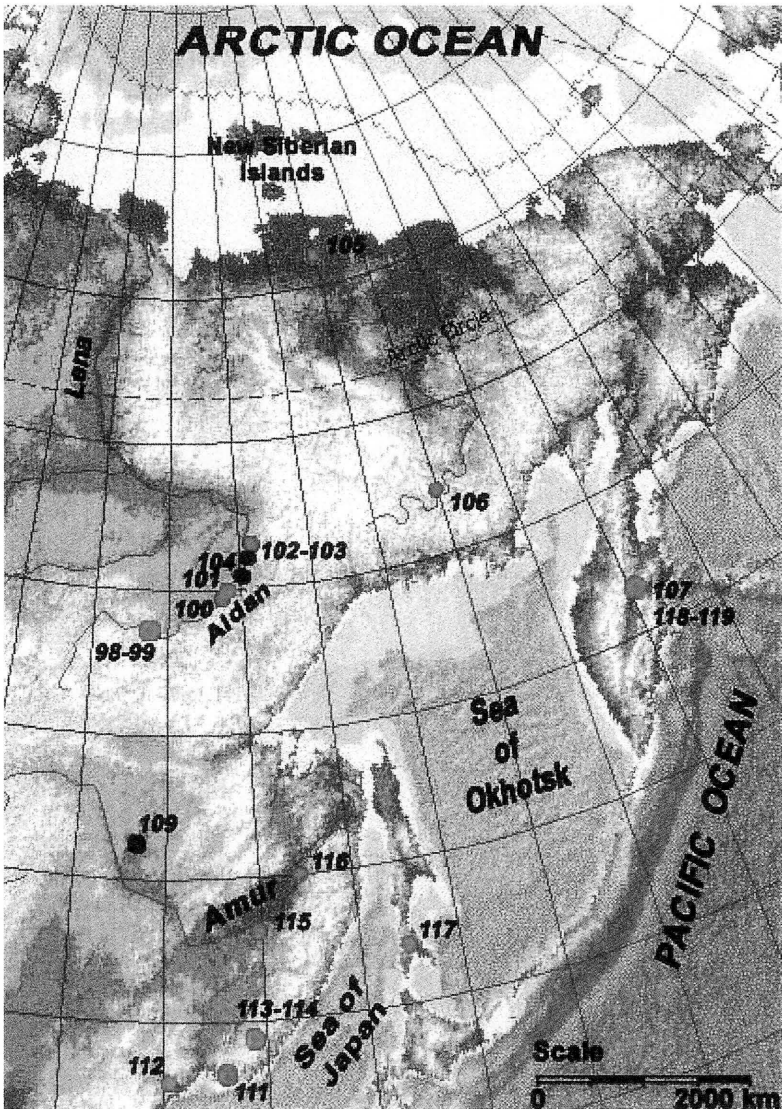 ARCTIC OCEAN
New Siberian
Islands
105
Lena
Arctic Circle
106
102-103
104
101
100
Aldan
98-99
107
118-119
Sea
of
Okhotsk
PACIFIC OCEAN
109
116
Amur
115
117
113-114
Sea of
Japan
112
111
Scale
0 2000 km